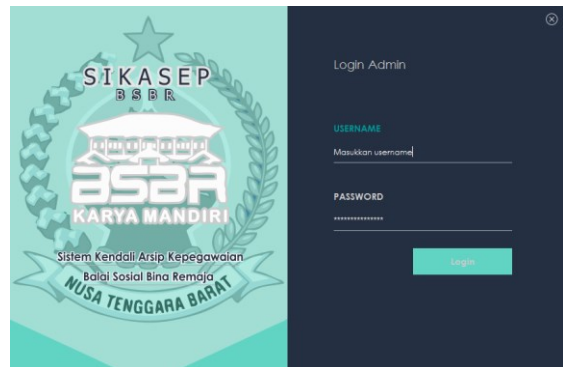 SIKASEP
BSBR
BSBR
KARYA MANDIRI
Sistem Kendali Arsip Kepegawaian
Balai Sosial Bina Remaja
NUSA TENGGARA BARAT
Login Admin
USERNAME
Masukkan username
PASSWORD
***************
Login